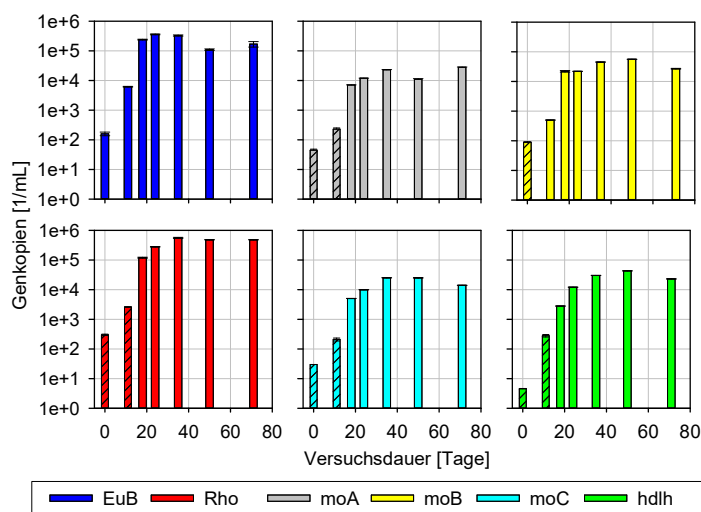 1e+6
1e+5
1e+4
1e+3
1e+2
1e+1
1e+0
1e+6
1e+5
1e+4
1e+3
1e+2
1e+1
1e+0
Genkopien [1/mL]
0 20 40 60 80
0 20 40 60 80
0 20 40 60 80
Versuchsdauer [Tage]
EuB Rho moA moB moC hdlh